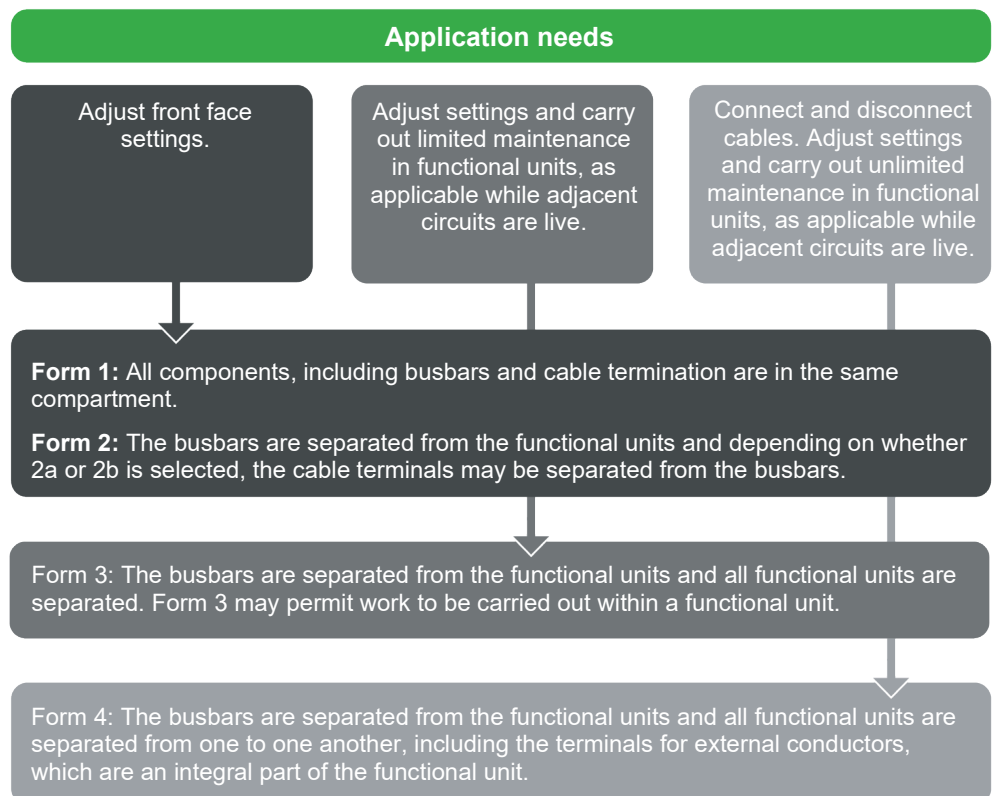 Application needs
Adjust front face
settings.
Adjust settings and carry
out limited maintenance
in functional units, as
applicable while adjacent
circuits are live.
Connect and disconnect
cables. Adjust settings
and carry out unlimited
maintenance in functional
units, as applicable while
adjacent circuits are live.
Form 1: All components, including busbars and cable termination are in the same
compartment.
Form 2: The busbars are separated from the functional units and depending on whether
2a or 2b is selected, the cable terminals may be separated from the busbars.
Form 3: The busbars are separated from the functional units and all functional units are
separated. Form 3 may permit work to be carried out within a functional unit.
Form 4: The busbars are separated from the functional units and all functional units are
separated from one to one another, including the terminals for external conductors,
which are an integral part of the functional unit.